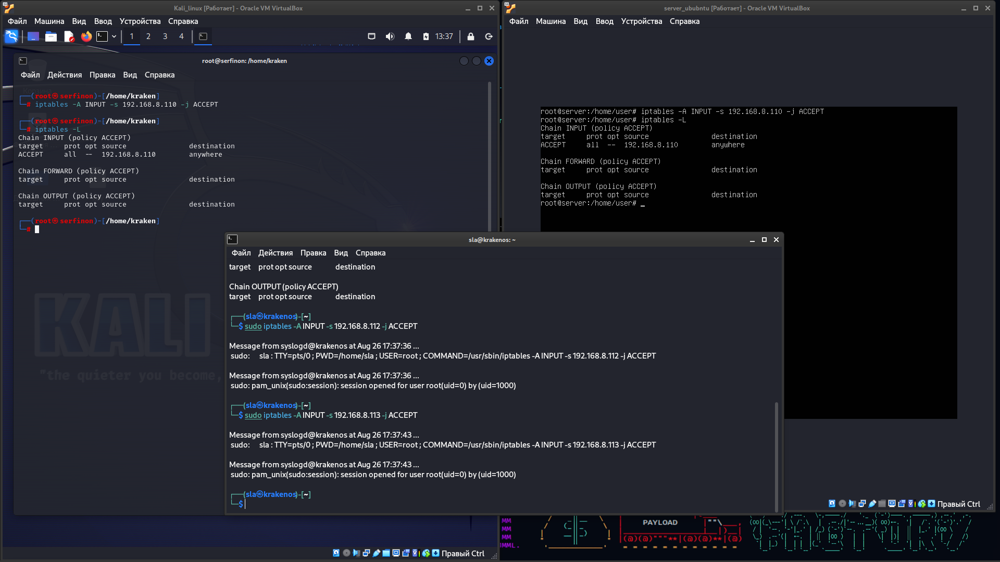 Kali_linux [Работает] - Oracle VM VirtualBox
Файл Машина Вид Ввод Устройства Справка
1 2 3 4 13:37
root@serfinon: /home/kraken
Файл Действия Правка Вид Справка
┌──(root㉿serfinon)-[/home/kraken]
└─# iptables -A INPUT -s 192.168.8.110 -j ACCEPT
┌──(root㉿serfinon)-[/home/kraken]
└─# iptables -L
Chain INPUT (policy ACCEPT)
target     prot opt source               destination
ACCEPT     all  --  192.168.8.110        anywhere
Chain FORWARD (policy ACCEPT)
target     prot opt source               destination
Chain OUTPUT (policy ACCEPT)
target     prot opt source               destination
┌──(root㉿serfinon)-[/home/kraken]
└─#
KALI
"the quieter you become,
Правый Ctrl
server_ububntu [Работает] - Oracle VM VirtualBox
Файл Машина Вид Ввод Устройства Справка
root@server:/home/user# iptables -A INPUT -s 192.168.8.110 -j ACCEPT
root@server:/home/user# iptables -L
Chain INPUT (policy ACCEPT)
target     prot opt source               destination
ACCEPT     all  --  192.168.8.110        anywhere
Chain FORWARD (policy ACCEPT)
target     prot opt source               destination
Chain OUTPUT (policy ACCEPT)
target     prot opt source               destination
root@server:/home/user# _
Правый Ctrl
sla@krakenos: ~
Файл Действия Правка Вид Справка
target prot opt source destination
Chain OUTPUT (policy ACCEPT)
target prot opt source destination
┌──(sla㉿krakenos)-[~]
└─$ sudo iptables -A INPUT -s 192.168.8.112 -j ACCEPT
Message from syslogd@krakenos at Aug 26 17:37:36 ...
sudo: sla : TTY=pts/0 ; PWD=/home/sla ; USER=root ; COMMAND=/usr/sbin/iptables -A INPUT -s 192.168.8.112 -j ACCEPT
Message from syslogd@krakenos at Aug 26 17:37:36 ...
sudo: pam_unix(sudo:session): session opened for user root(uid=0) by (uid=1000)
┌──(sla㉿krakenos)-[~]
└─$ sudo iptables -A INPUT -s 192.168.8.113 -j ACCEPT
Message from syslogd@krakenos at Aug 26 17:37:43 ...
sudo: sla : TTY=pts/0 ; PWD=/home/sla ; USER=root ; COMMAND=/usr/sbin/iptables -A INPUT -s 192.168.8.113 -j ACCEPT
Message from syslogd@krakenos at Aug 26 17:37:43 ...
sudo: pam_unix(sudo:session): session opened for user root(uid=0) by (uid=1000)
┌──(sla㉿krakenos)-[~]
└─$
MM
MM
MM
PAYLOAD